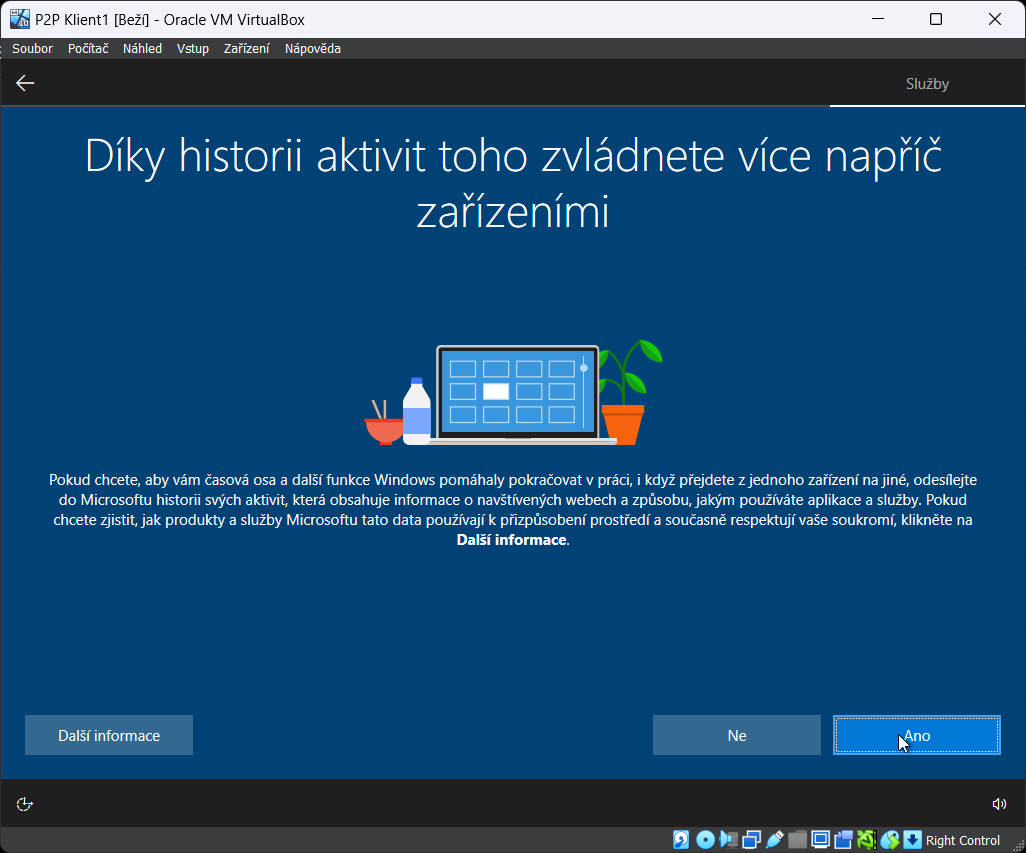 P2P Klient1 [Beží] - Oracle VM VirtualBox
Soubor Počítač Náhled Vstup Zařízení Nápověda
Služby
Díky historii aktivit toho zvládnete více napříč
zařízeními
Pokud chcete, aby vám časová osa a další funkce Windows pomáhaly pokračovat v práci, i když přejdete z jednoho zařízení na jiné, odesílejte
do Microsoftu historii svých aktivit, která obsahuje informace o navštívených webech a způsobu, jakým používáte aplikace a služby. Pokud
chcete zjistit, jak produkty a služby Microsoftu tato data používají k přizpůsobení prostředí a současně respektují vaše soukromí, klikněte na
Další informace.
Další informace Ne Ano
Right Control